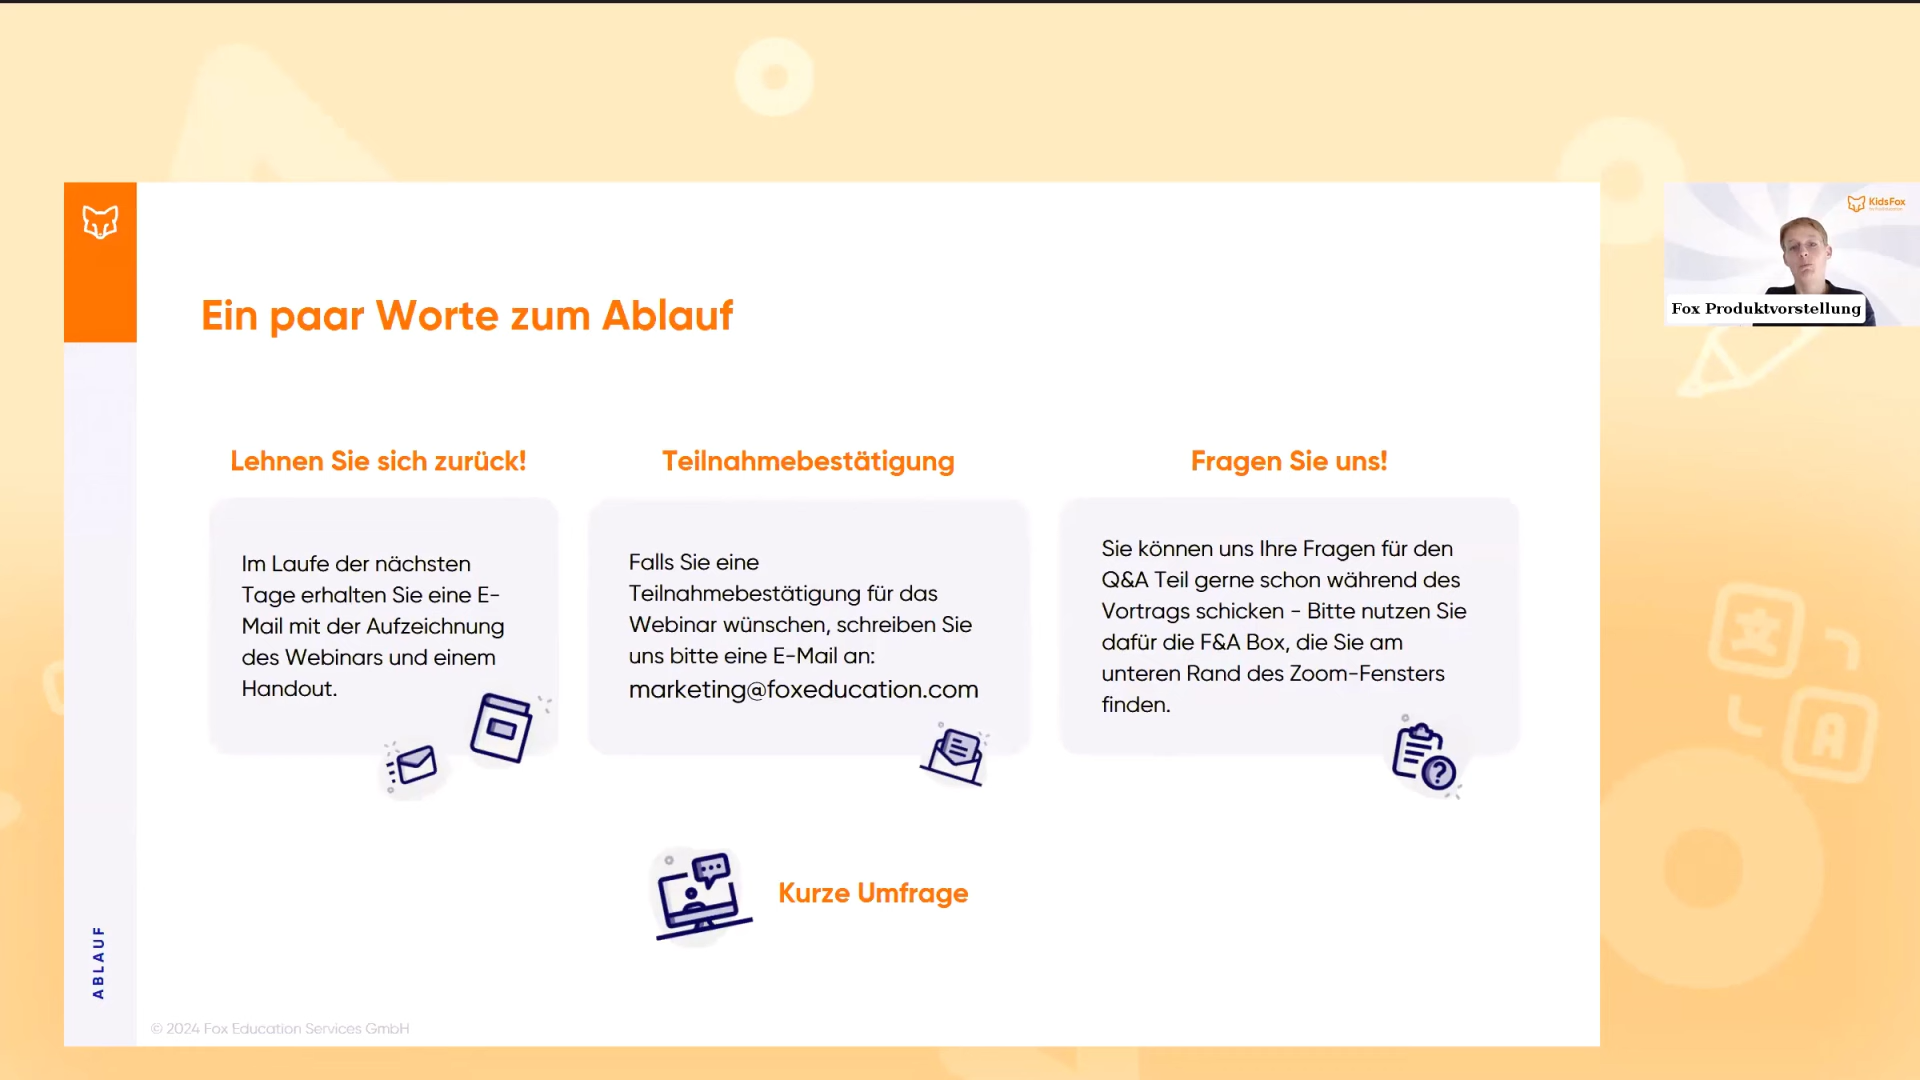 KidsFox
Fox Produktvorstellung
Ein paar Worte zum Ablauf
Lehnen Sie sich zurück!
Im Laufe der nächsten
Tage erhalten Sie eine E-
Mail mit der Aufzeichnung
des Webinars und einem
Handout.
Teilnahmebestätigung
Falls Sie eine
Teilnahmebestätigung für das
Webinar wünschen, schreiben Sie
uns bitte eine E-Mail an:
marketing@foxeducation.com
Fragen Sie uns!
Sie können uns Ihre Fragen für den
Q&A Teil gerne schon während des
Vortrags schicken - Bitte nutzen Sie
dafür die F&A Box, die Sie am
unteren Rand des Zoom-Fensters
finden.
Kurze Umfrage
ABLAUF
© 2024 Fox Education Services GmbH
A